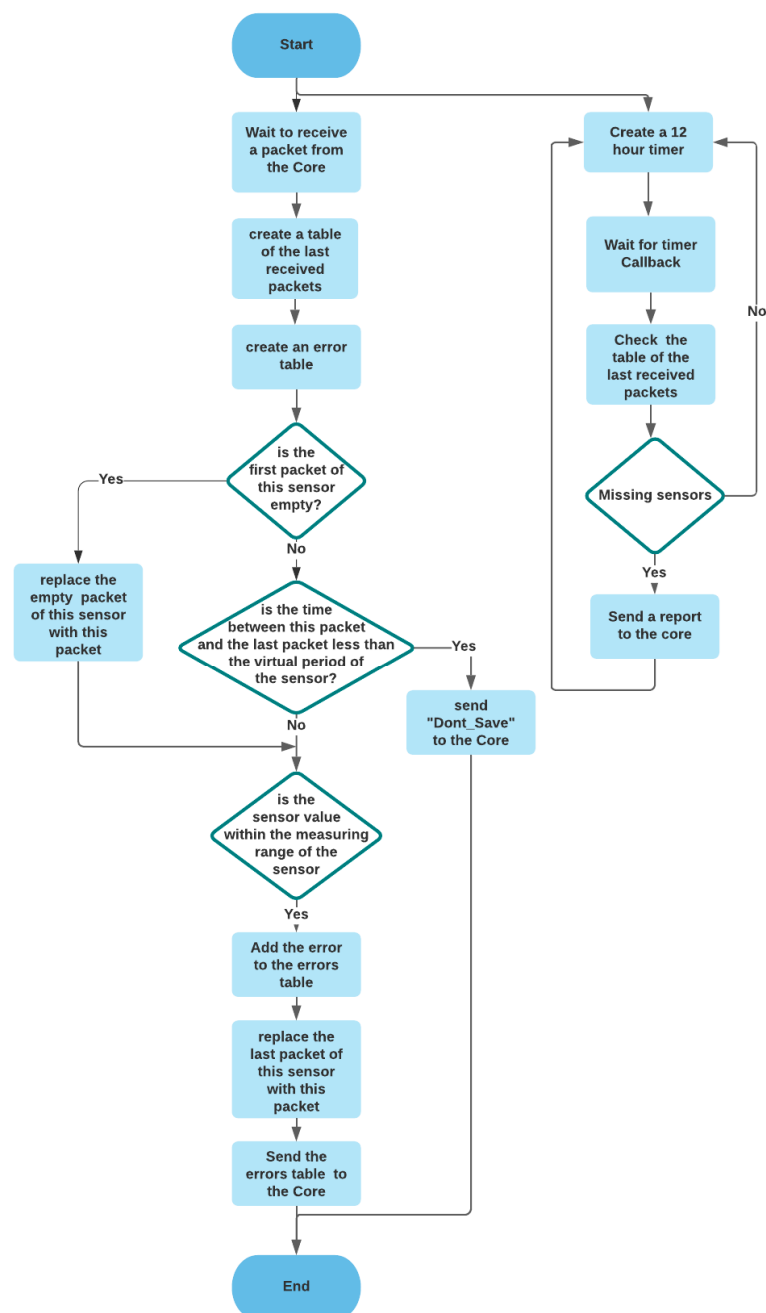 Start
Wait to receive
a packet from
the Core
create a table
of the last
received
packets
create an error
table
is the
first packet of
this sensor
empty?
Yes
No
replace the
empty packet
of this sensor
with this
packet
is the time
between this packet
and the last packet less than
the virtual period of
the sensor?
Yes
No
send
"Dont_Save"
to the Core
is the
sensor value
within the measuring
range of the
sensor
Yes
Add the error
to the errors
table
replace the
last packet of
this sensor
with this
packet
Send the
errors table to
the Core
End
Create a 12
hour timer
Wait for timer
Callback
Check the
table of the
last received
packets
Missing sensors
No
Yes
Send a report
to the core